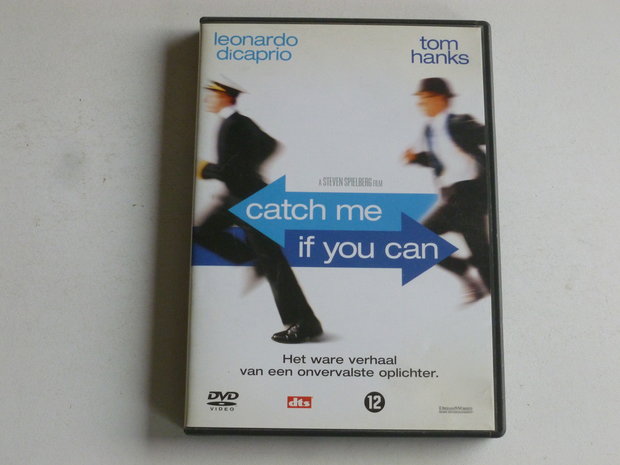 leonardo
dicaprio
tom
hanks
A STEVEN SPIELBERG FILM
catch me
if you can
Het ware verhaal
van een onvervalste oplichter.
DVD
VIDEO
dts
12